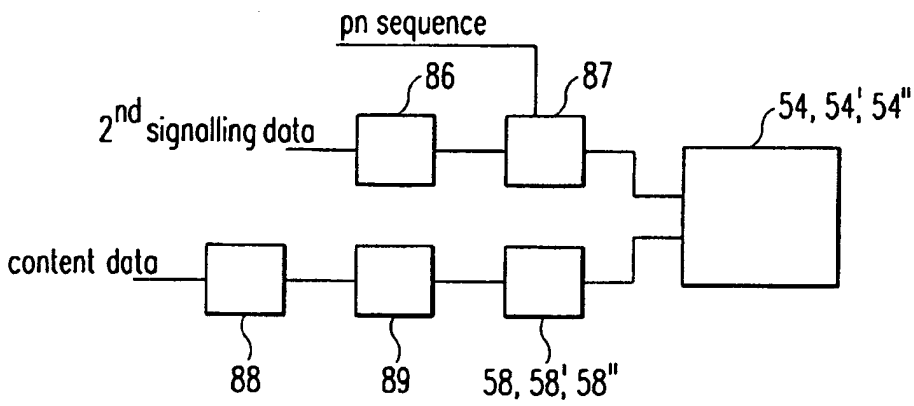 pn sequence
86
87
54, 54', 54"
2nd signalling data
content data
88
89
58, 58', 58"